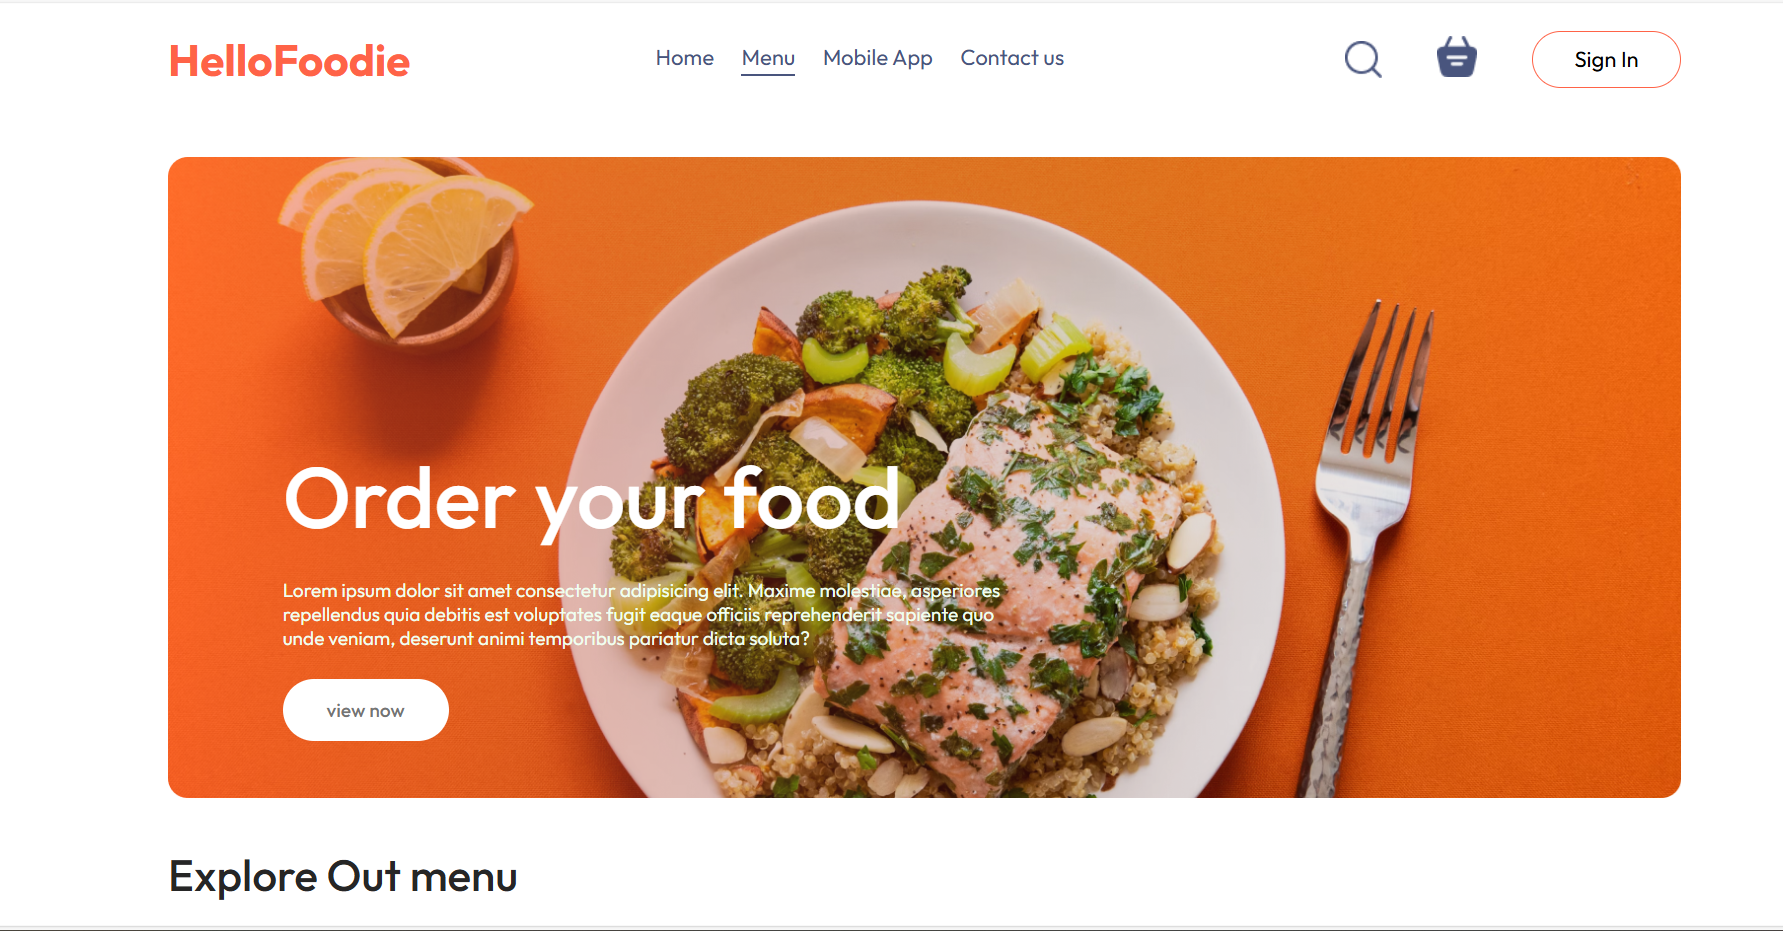 HelloFoodie
Home Menu Mobile App Contact us
Sign In
Order your food
Lorem ipsum dolor sit amet consectetur adipisicing elit. Maxime molestiae, asperiores
repellendus quia debitis est voluptates fugit eaque officiis reprehenderit sapiente quo
unde veniam, deserunt animi temporibus pariatur dicta soluta?
view now
Explore Out menu